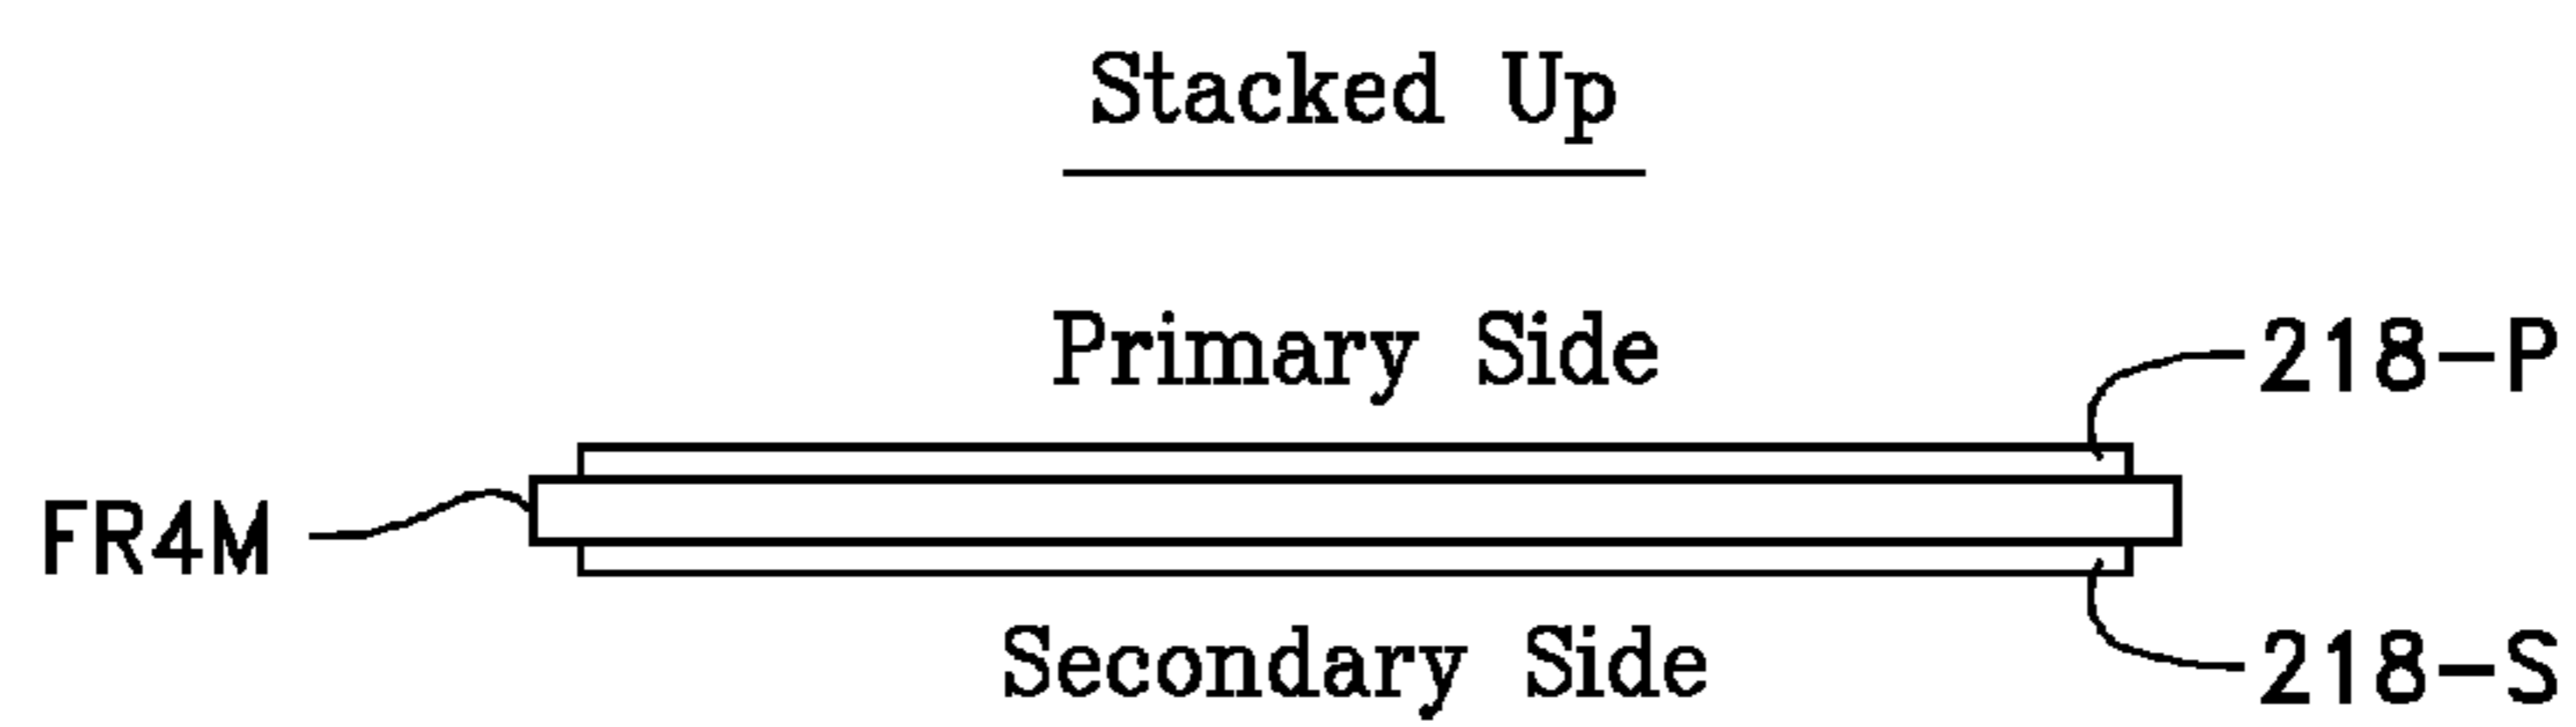 Stacked Up
Primary Side
218-P
FR4M
Secondary Side
218-S